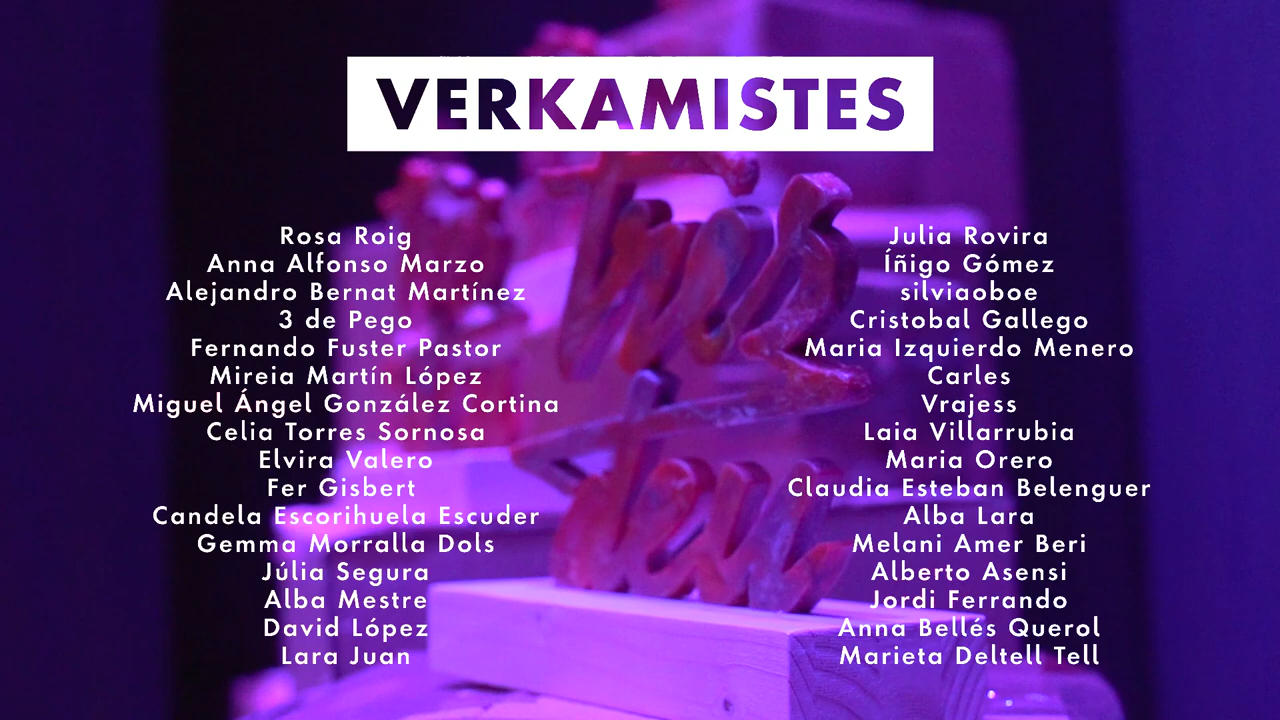 VERKAMISTES
Rosa Roig
Anna Alfonso Marzo
Alejandro Bernat Martínez
3 de Pego
Fernando Fuster Pastor
Mireia Martín López
Miguel Ángel González Cortina
Celia Torres Sornosa
Elvira Valero
Fer Gisbert
Candela Escorihuela Escuder
Gemma Morralla Dols
Júlia Segura
Alba Mestre
David López
Lara Juan
Julia Rovira
Íñigo Gómez
silviaoboe
Cristobal Gallego
Maria Izquierdo Menero
Carles
Vrajess
Laia Villarrubia
Maria Orero
Claudia Esteban Belenguer
Alba Lara
Melani Amer Beri
Alberto Asensi
Jordi Ferrando
Anna Bellés Querol
Marieta Deltell Tell